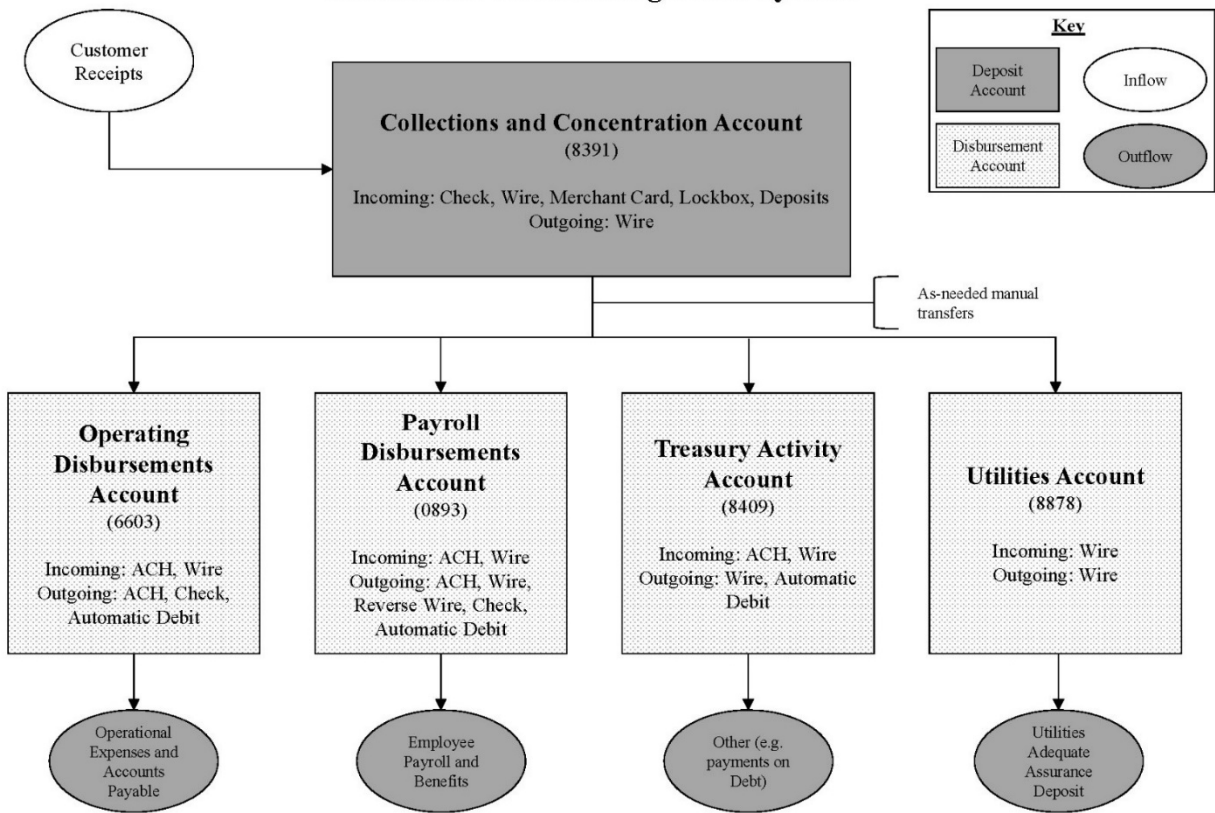 Customer
Receipts
Collections and Concentration Account
(8391)
Incoming: Check, Wire, Merchant Card, Lockbox, Deposits
Outgoing: Wire
Key
Deposit
Account
Inflow
Disbursement
Account
Outflow
As-needed manual
transfers
Operating
Disbursements
Account
(6603)
Incoming: ACH, Wire
Outgoing: ACH, Check,
Automatic Debit
Payroll
Disbursements
Account
(0893)
Incoming: ACH, Wire
Outgoing: ACH, Wire,
Reverse Wire, Check,
Automatic Debit
Treasury Activity
Account
(8409)
Incoming: ACH, Wire
Outgoing: Wire, Automatic
Debit
Utilities Account
(8878)
Incoming: Wire
Outgoing: Wire
Operational
Expenses and
Accounts
Payable
Employee
Payroll and
Benefits
Other (e.g.
payments on
Debt)
Utilities
Adequate
Assurance
Deposit